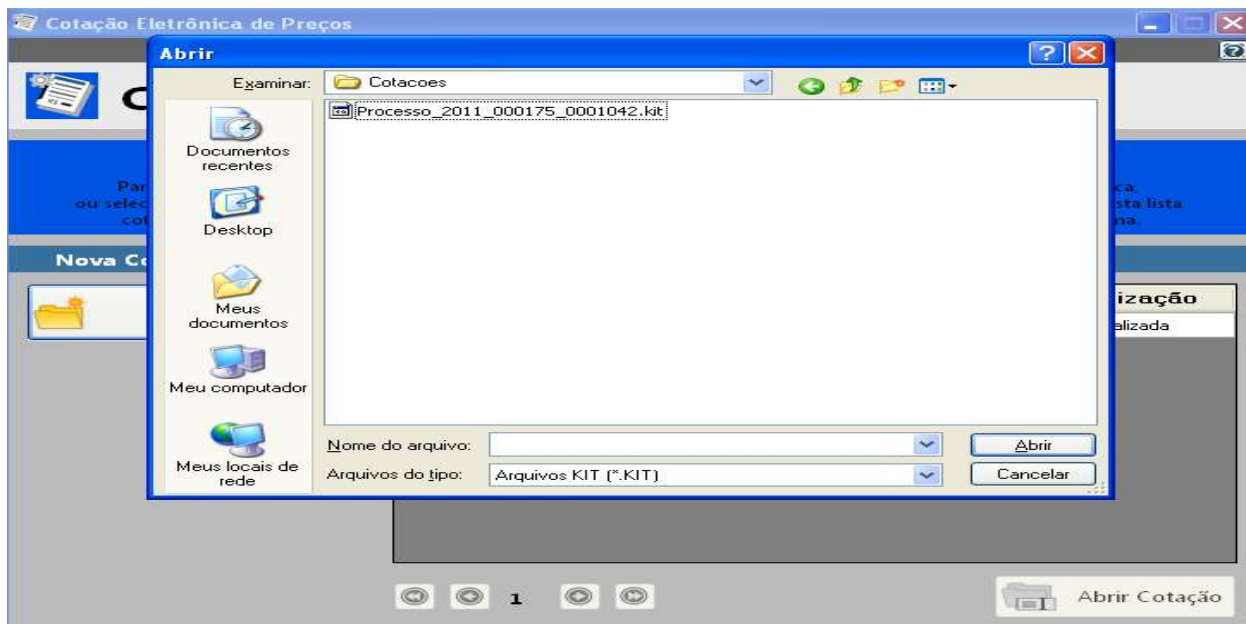 Cotação Eletrônica de Preços
Abrir
Examinar:
Cotacoes
Processo_2011_000175_0001042.kit
Documentos
recentes
Desktop
Meus
documentos
Meu computador
Meus locais de
rede
Nome do arquivo:
Abrir
Arquivos do tipo:
Arquivos KIT (*.KIT)
Cancelar
ou
sta lista
Nova
ização
alizada
1
Abrir Cotação